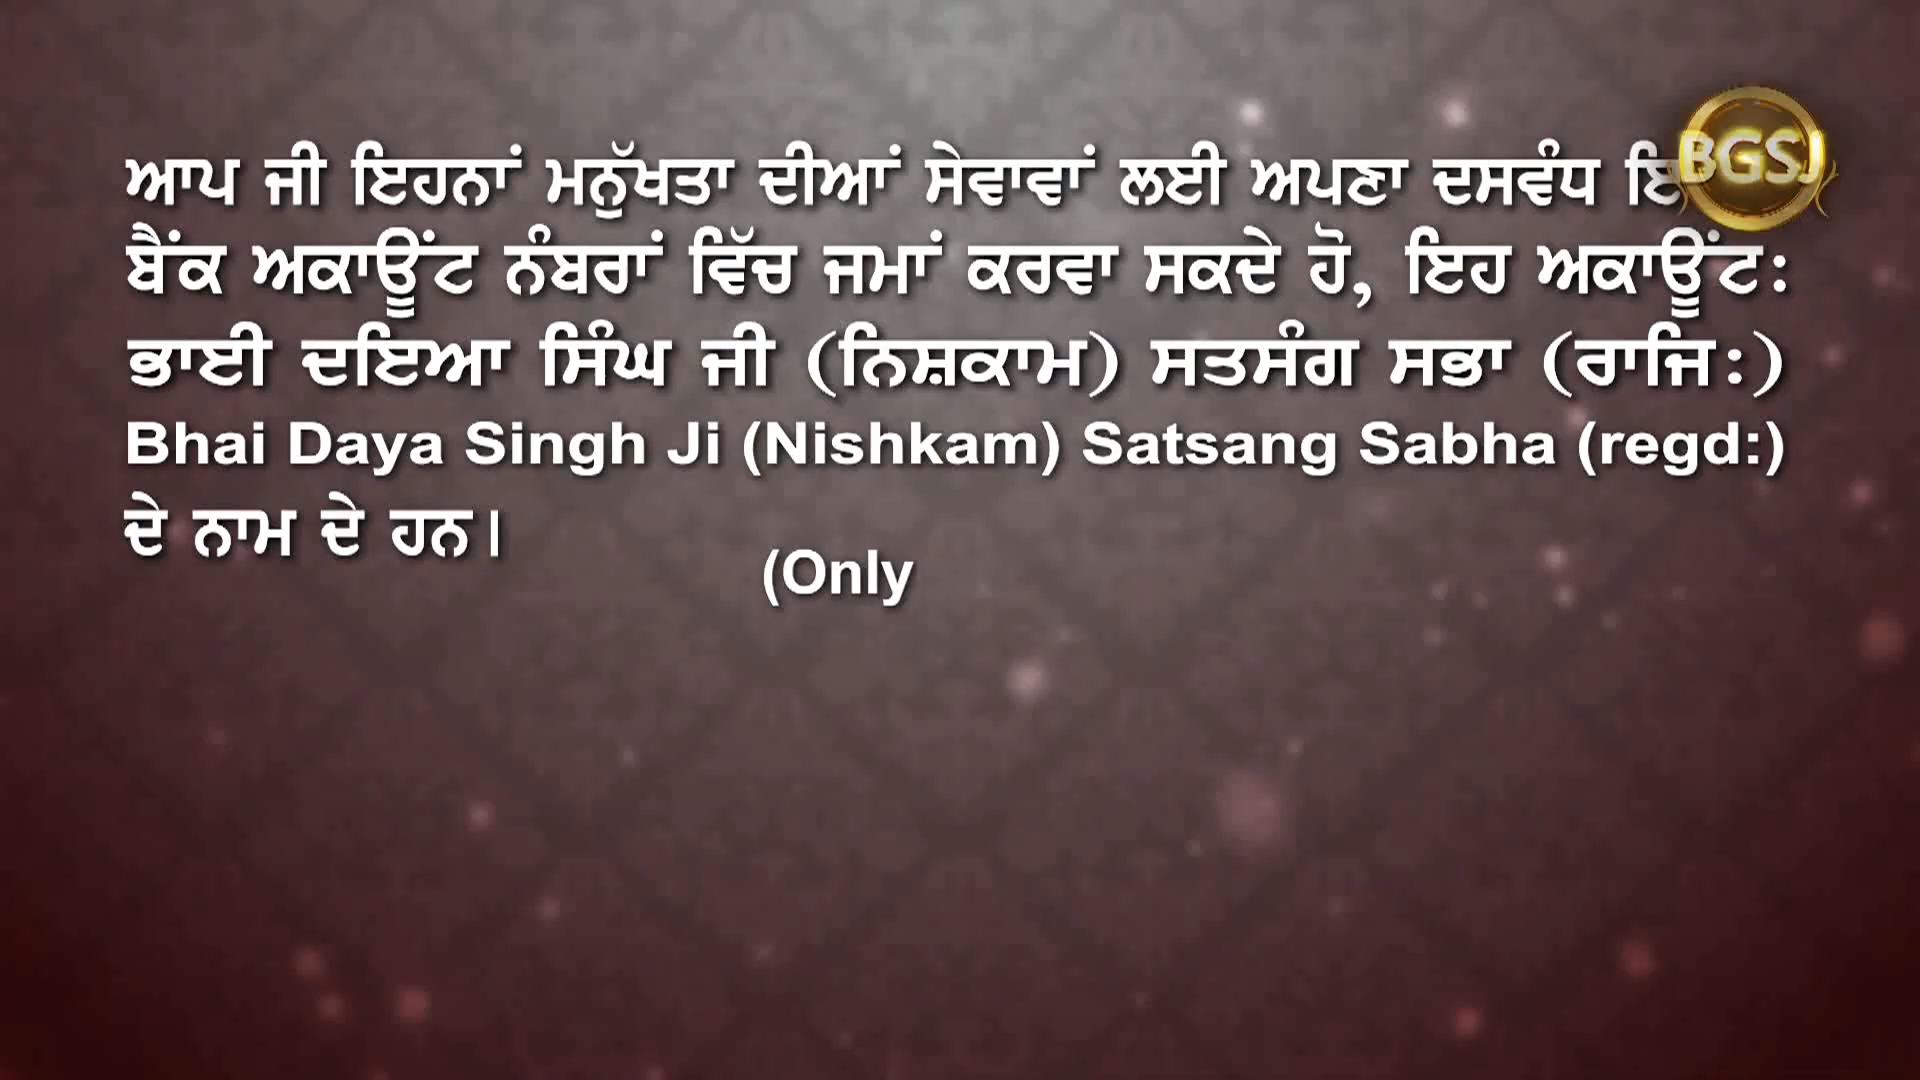 ਆਪ ਜੀ ਇਹਨਾਂ ਮਨੁੱਖਤਾ ਦੀਆਂ ਸੇਵਾਵਾਂ ਲਈ ਅਪਣਾ ਦਸਵੰਧ
BGSJ
ਬੈਂਕ ਅਕਾਊਂਟ ਨੰਬਰਾਂ ਵਿੱਚ ਜਮਾਂ ਕਰਵਾ ਸਕਦੇ ਹੋ, ਇਹ ਅਕਾਊਂਟ:
ਭਾਈ ਦਇਆ ਸਿੰਘ ਜੀ (ਨਿਸ਼ਕਾਮ) ਸਤਸੰਗ ਸਭਾ (ਰਾਜਿ:)
Bhai Daya Singh Ji (Nishkam) Satsang Sabha (regd:)
ਦੇ ਨਾਮ ਦੇ ਹਨ।
(Only